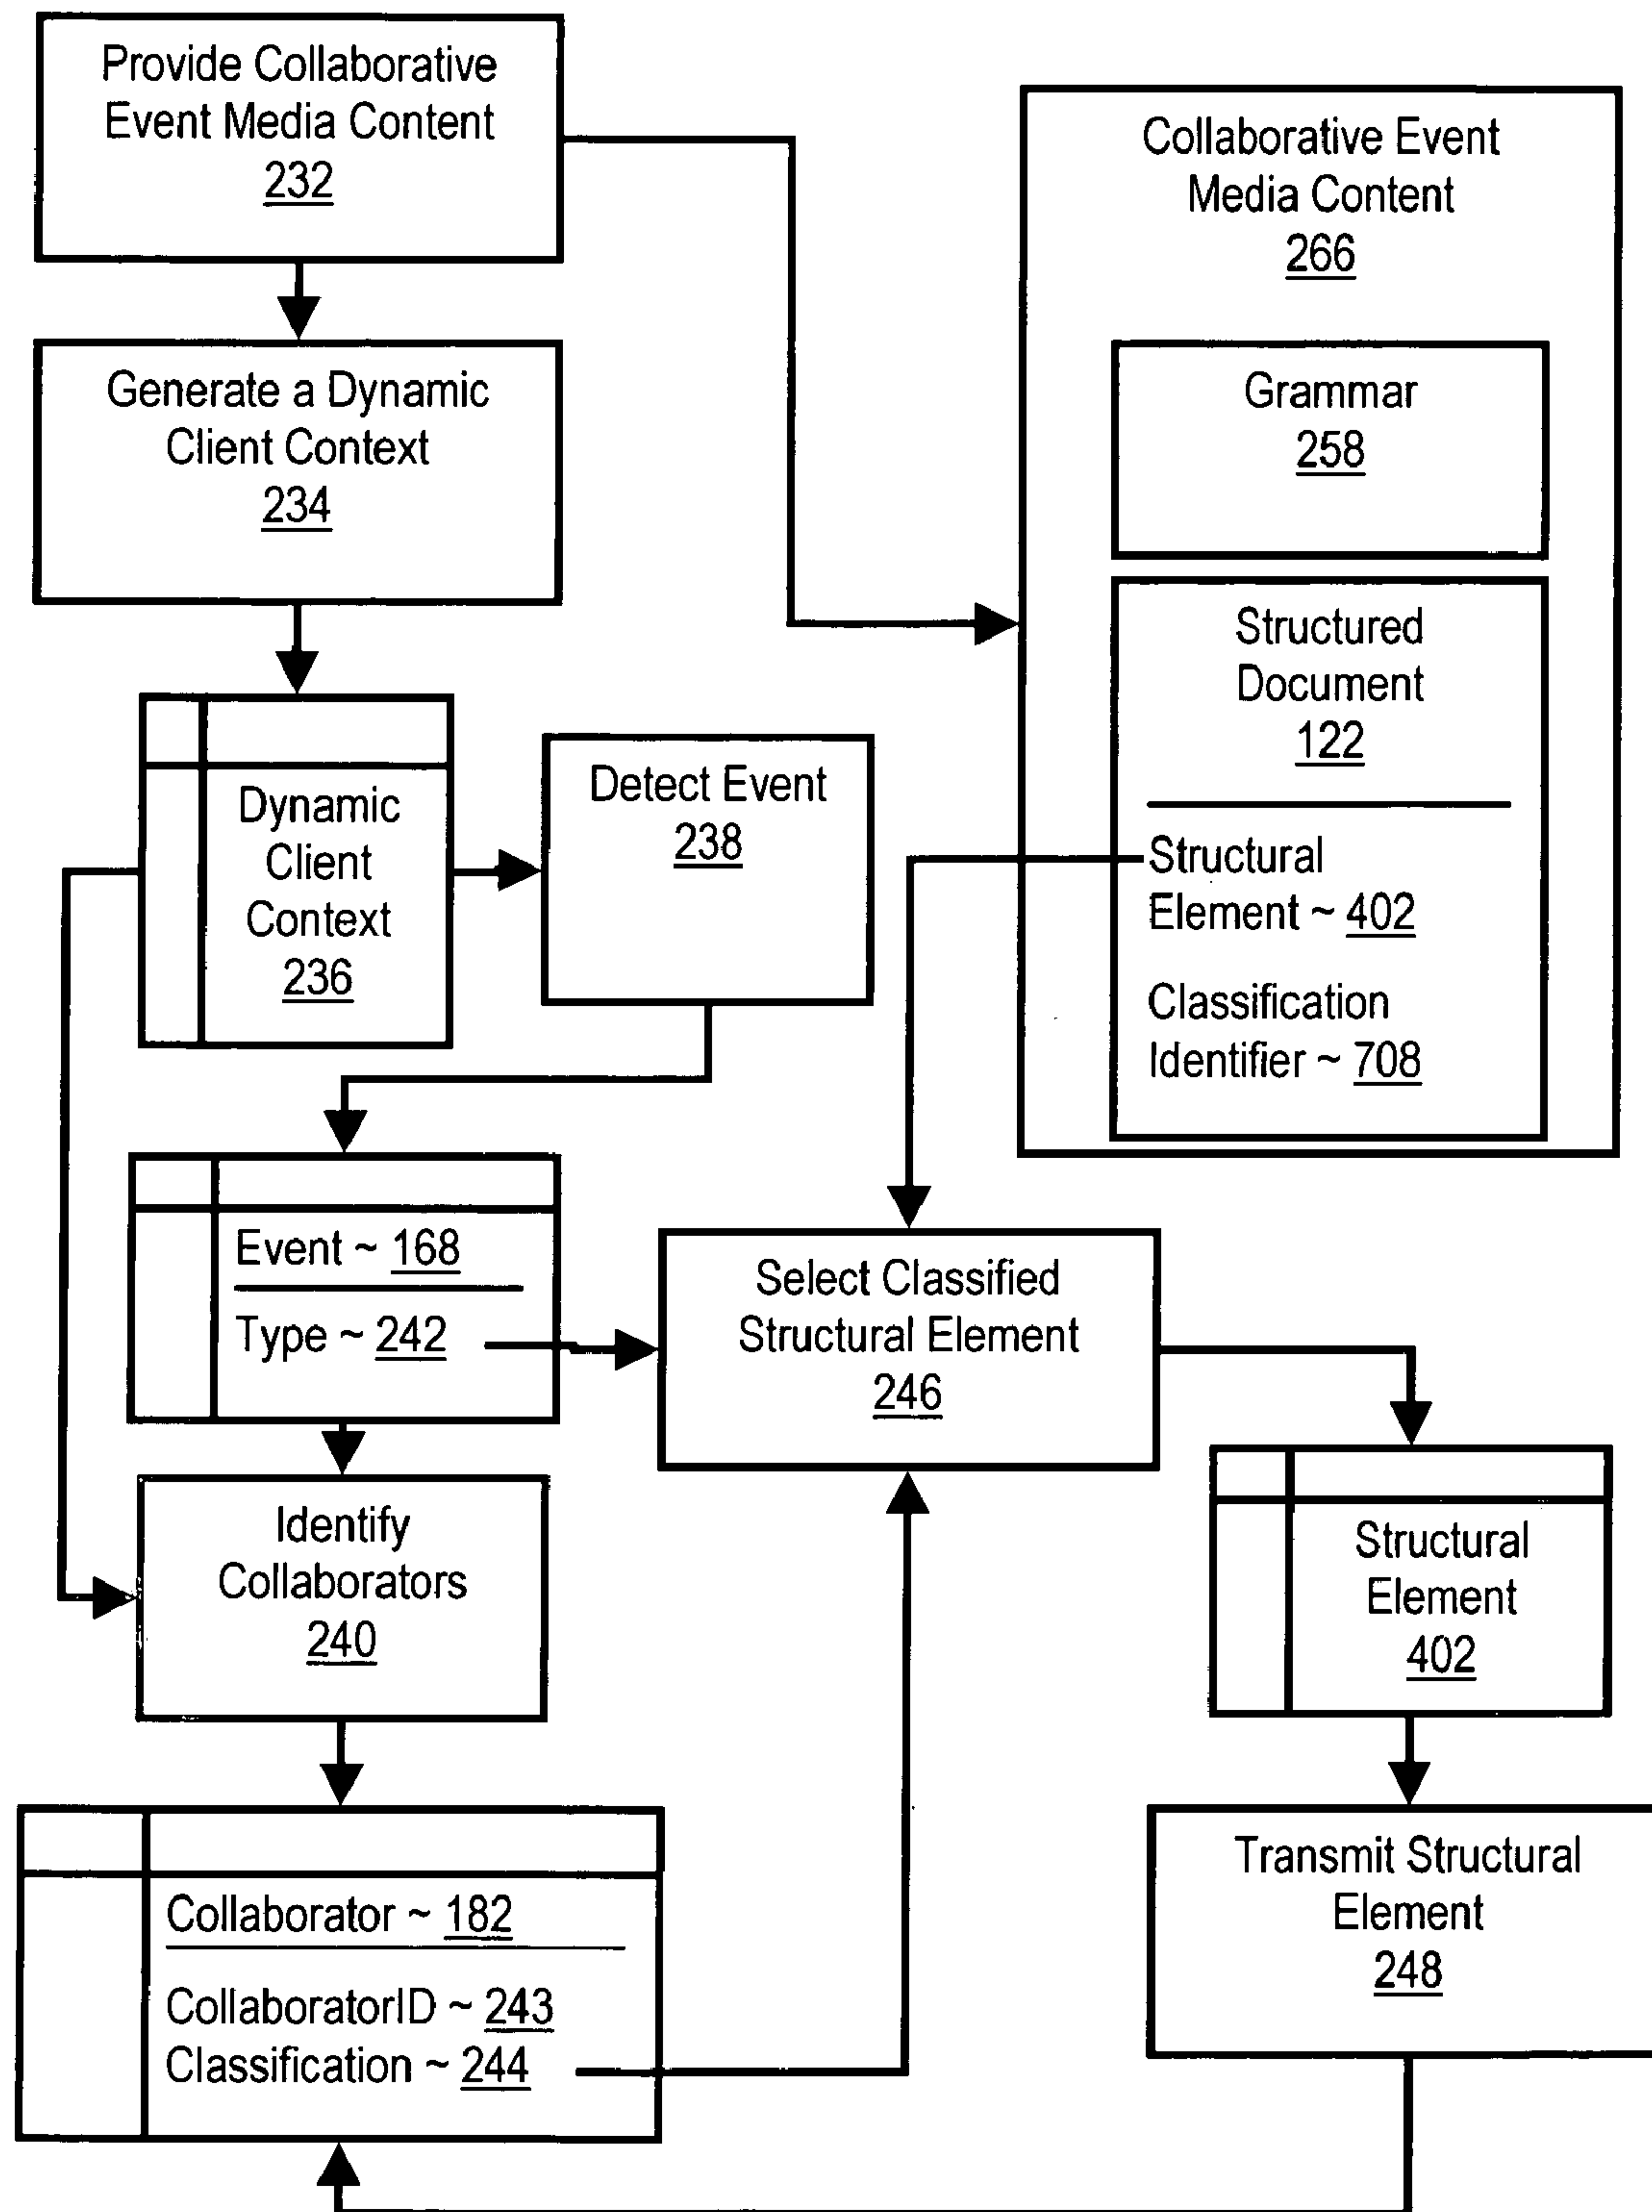 Provide Collaborative
Event Media Content
232
Generate a Dynamic
Client Context
234
Collaborative Event
Media Content
266
Grammar
258
Structured
Document
122
Structural
Element ~ 402
Classification
Identifier ~ 708
Dynamic
Client
Context
236
Detect Event
238
Event ~ 168
Type ~ 242
Select Classified
Structural Element
246
Identify
Collaborators
240
Structural
Element
402
Collaborator ~ 182
CollaboratorID ~ 243
Classification ~ 244
Transmit Structural
Element
248